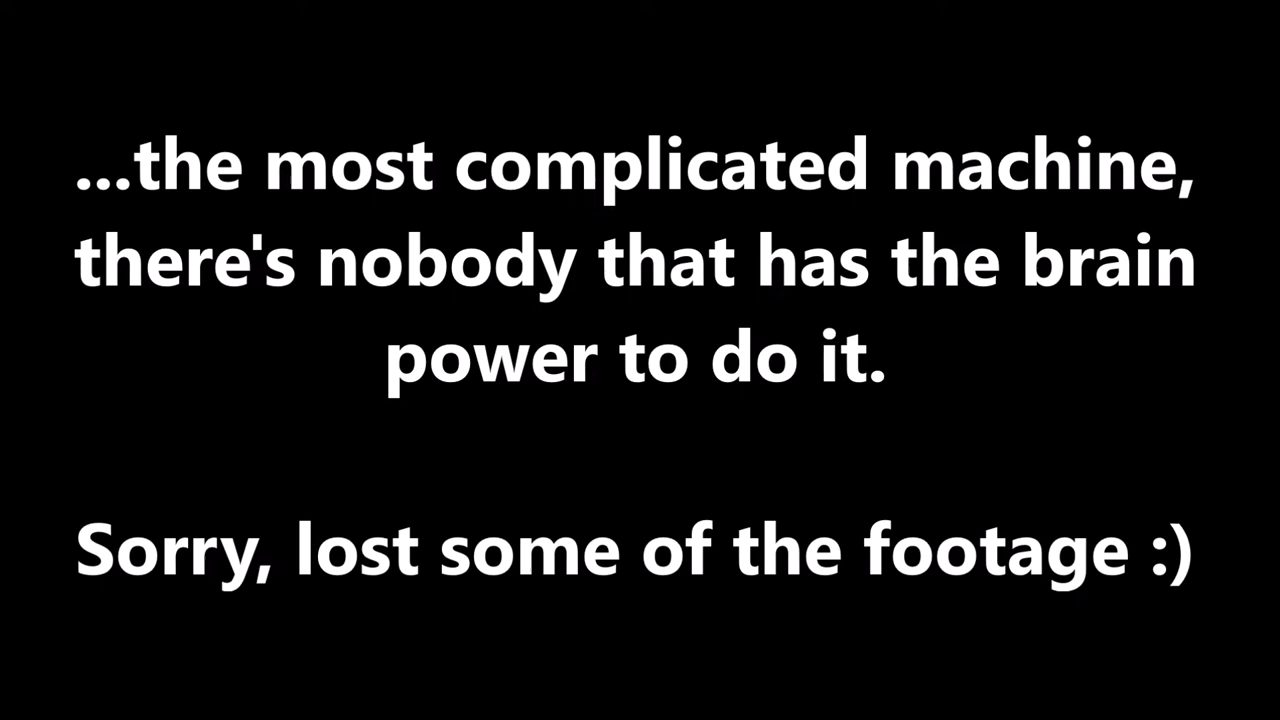 ...the most complicated machine,
there's nobody that has the brain
power to do it.
Sorry, lost some of the footage :)